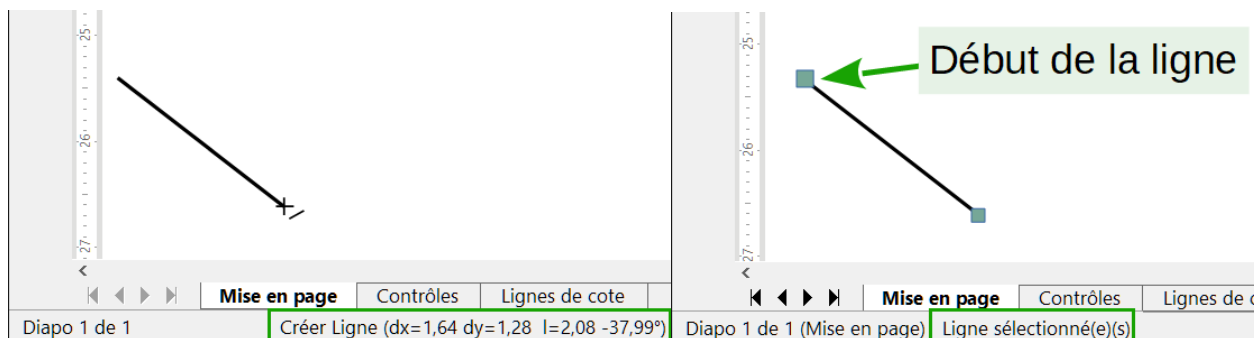 25
26
27
Mise en page
Contrôles
Lignes de cote
Diapo 1 de 1
Créer Ligne (dx=1,64 dy=1,28 l=2,08 -37,99°)
25
26
27
Début de la ligne
Mise en page
Contrôles
Lignes de c
Diapo 1 de 1 (Mise en page)
Ligne sélectionné(e)(s)